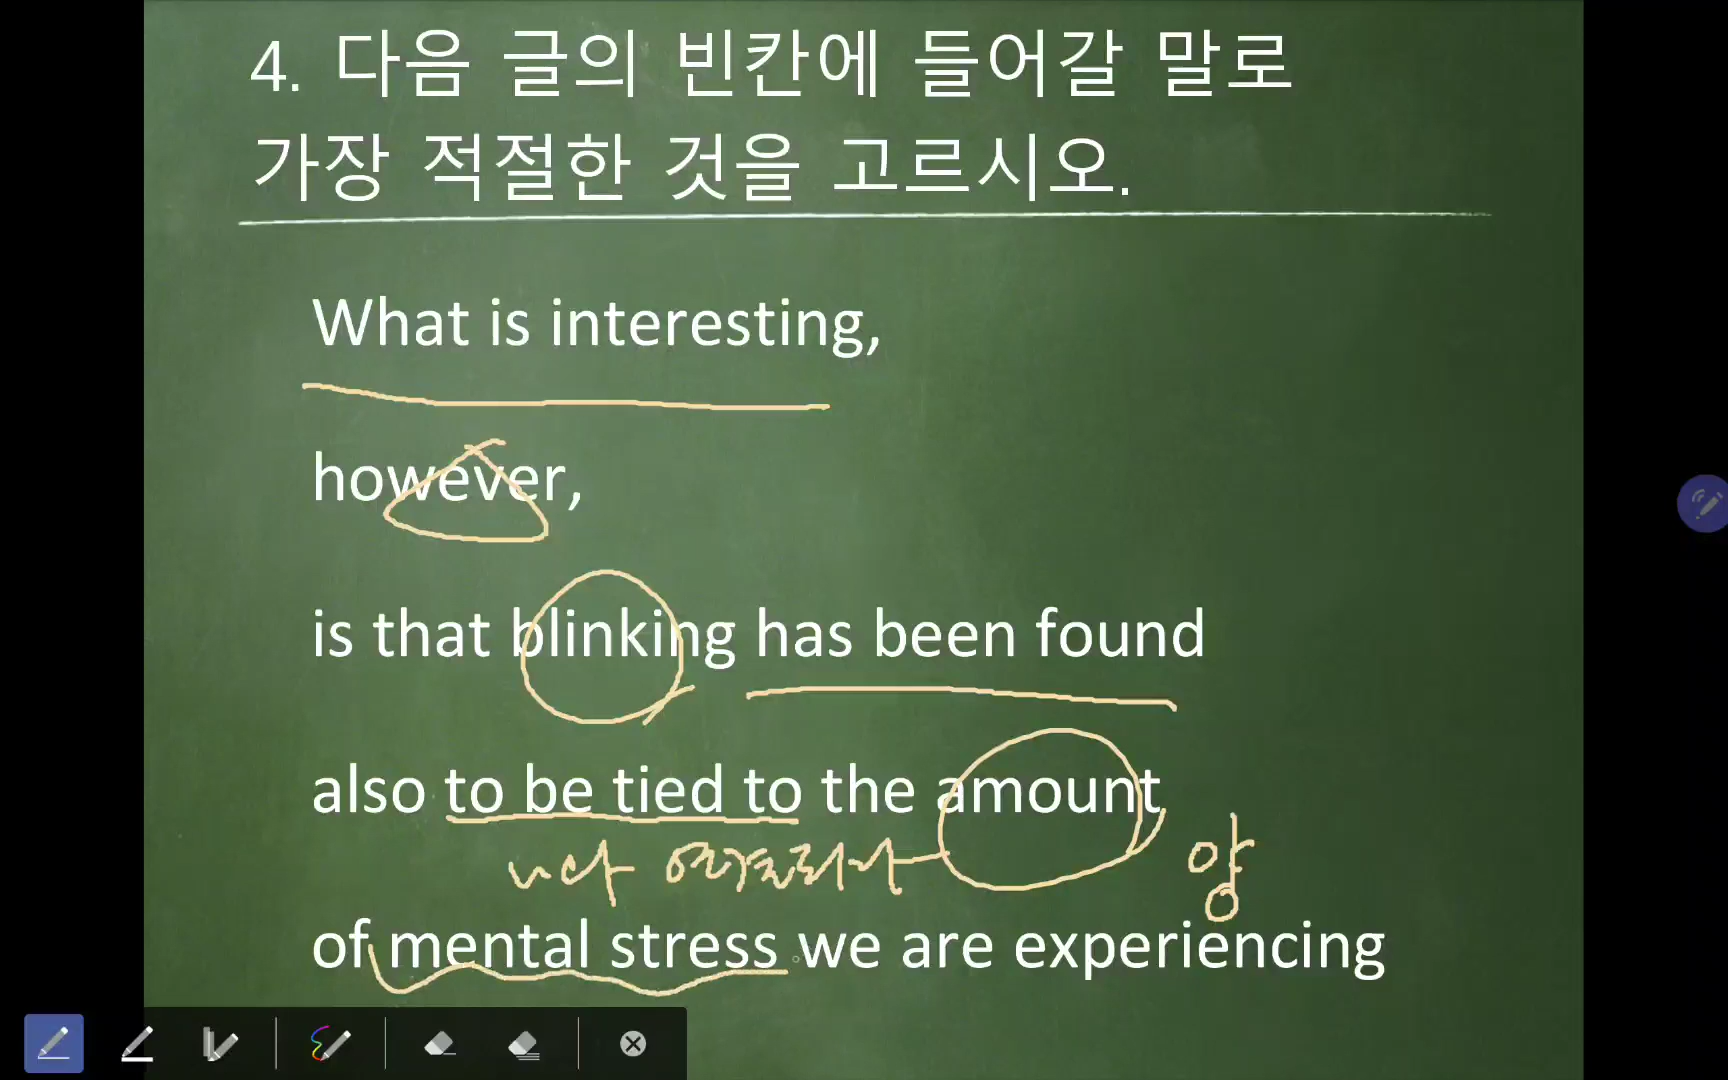 4. 다음 글의 빈칸에 들어갈 말로
가장 적절한 것을 고르시오.
What is interesting,
however,
is that blinking has been found
also to be tied to the amount
양
of mental stress we are experiencing